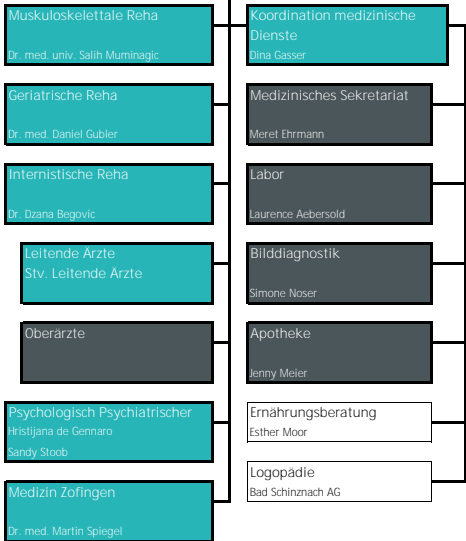 Muskuloskelettale Reha
Dr. med. univ. Salih Muminagic
Geriatrische Reha
Dr. med. Daniel Gubler
Internistische Reha
Dr. Dzana Begovic
Leitende Ärzte
Stv. Leitende Ärzte
Oberärzte
Psychologisch Psychiatrischer
Hristijana de Gennaro
Sandy Stoob
Medizin Zofingen
Dr. med. Martin Spiegel
Koordination medizinische
Dienste
Dina Gasser
Medizinisches Sekretariat
Meret Ehrmann
Labor
Laurence Aebersold
Bilddiagnostik
Simone Noser
Apotheke
Jenny Meier
Ernährungsberatung
Esther Moor
Logopädie
Bad Schinznach AG